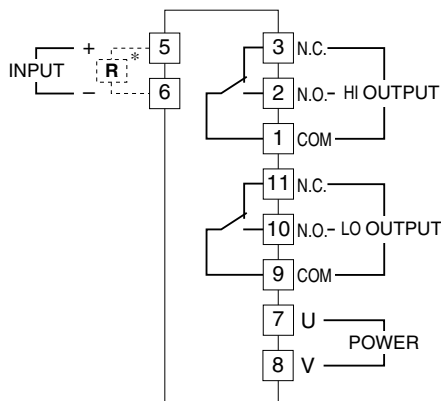 5 3 N.C.
+ *
INPUT R 2 N.O. HI OUTPUT
– 6
1 COM
11 N.C.
10 N.O. LO OUTPUT
9 COM
7 U
POWER
8 V